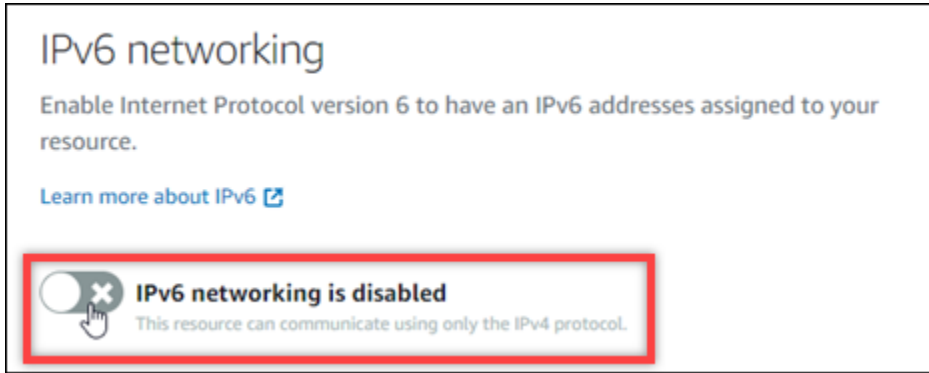 IPv6 networking
Enable Internet Protocol version 6 to have an IPv6 addresses assigned to your
resource.
Learn more about IPv6
IPv6 networking is disabled
This resource can communicate using only the IPv4 protocol.